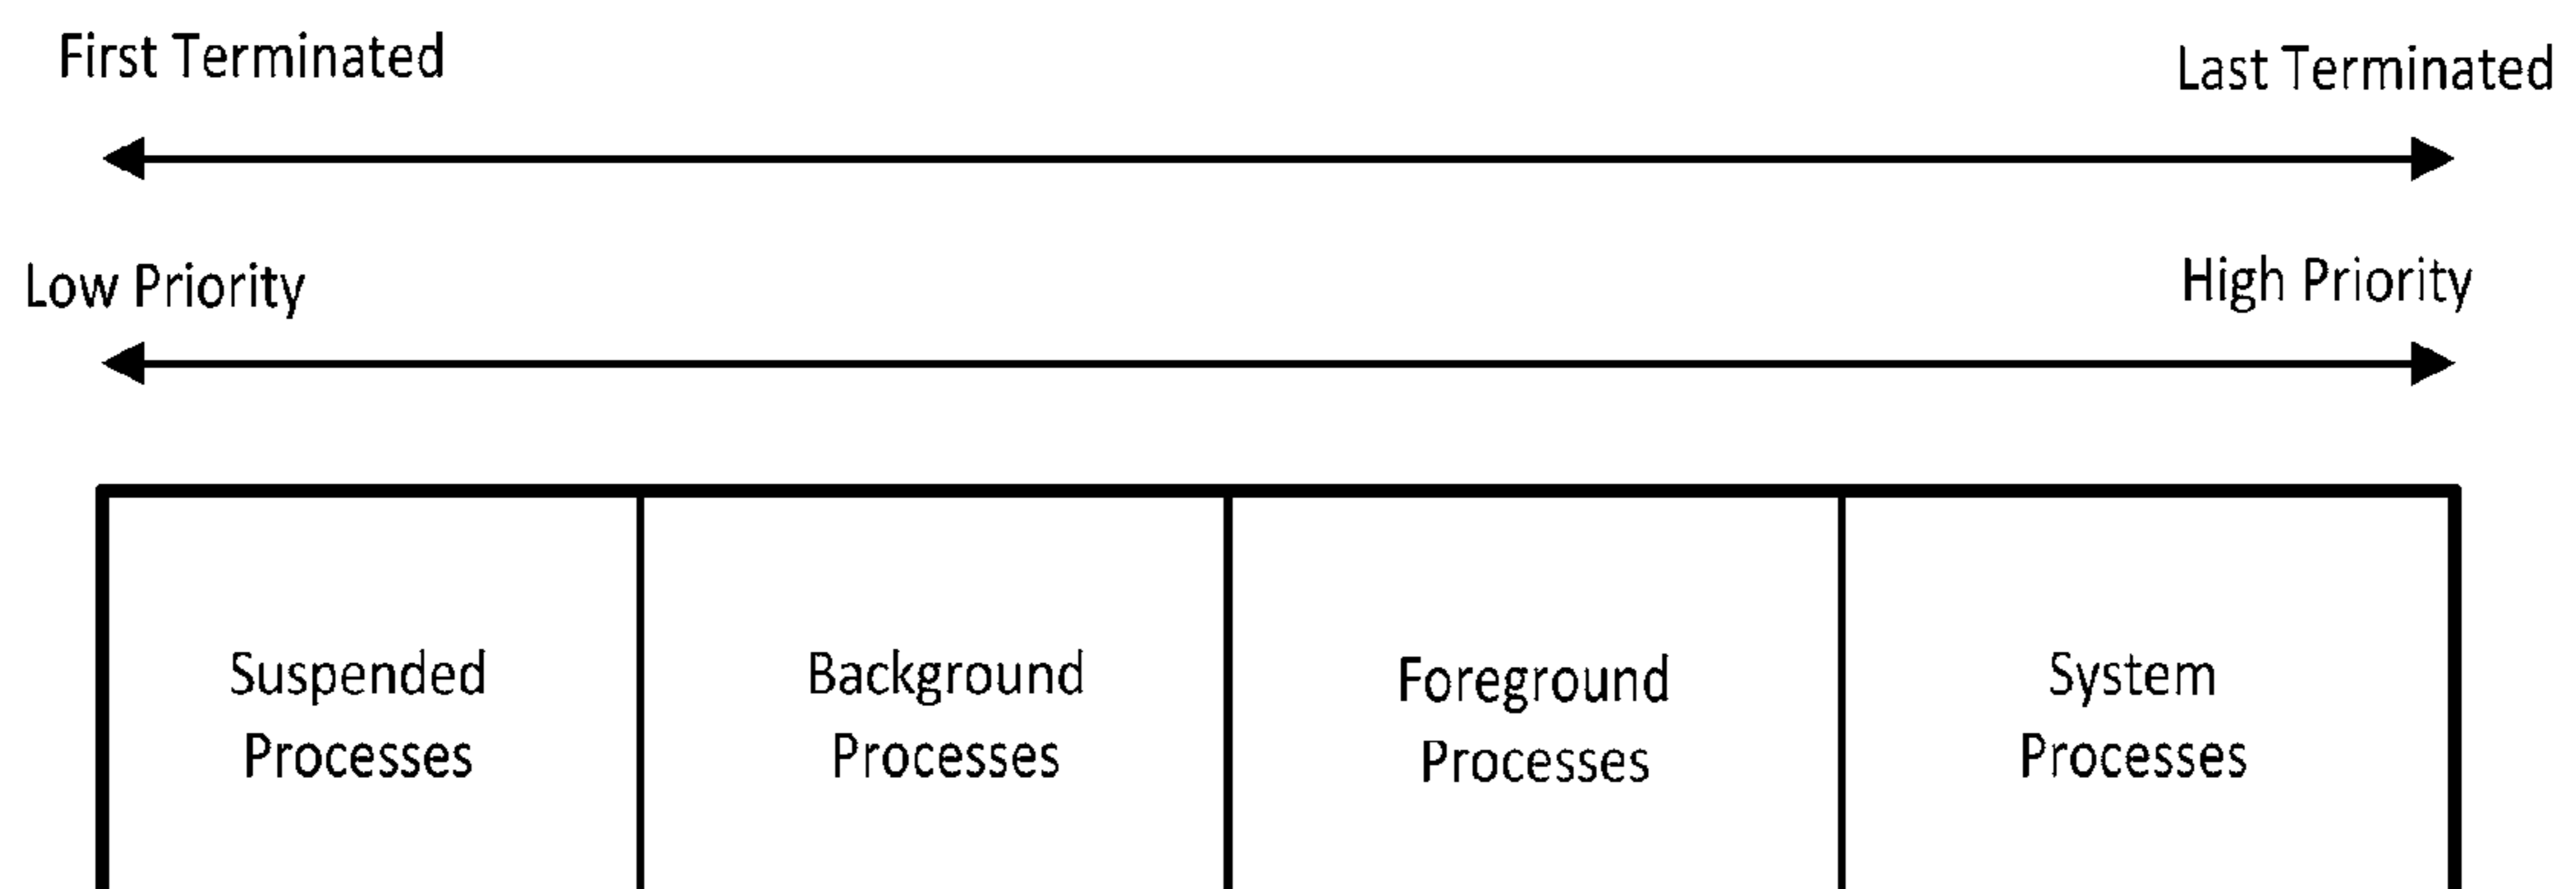 First Terminated
Last Terminated
Low Priority
High Priority
Suspended
Processes
Background
Processes
Foreground
Processes
System
Processes